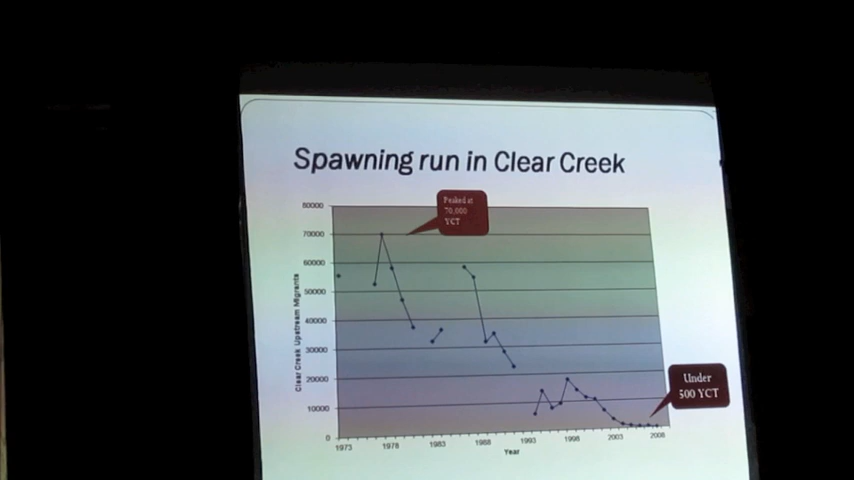 Spawning run in Clear Creek
Peaked at
70,000
YCT
80000
70000
60000
50000
40000
30000
20000
10000
0
Clear Creek Upstream Migrants
Under
500 YCT
1973 1978 1983 1988 1993 1998 2003 2008
Year